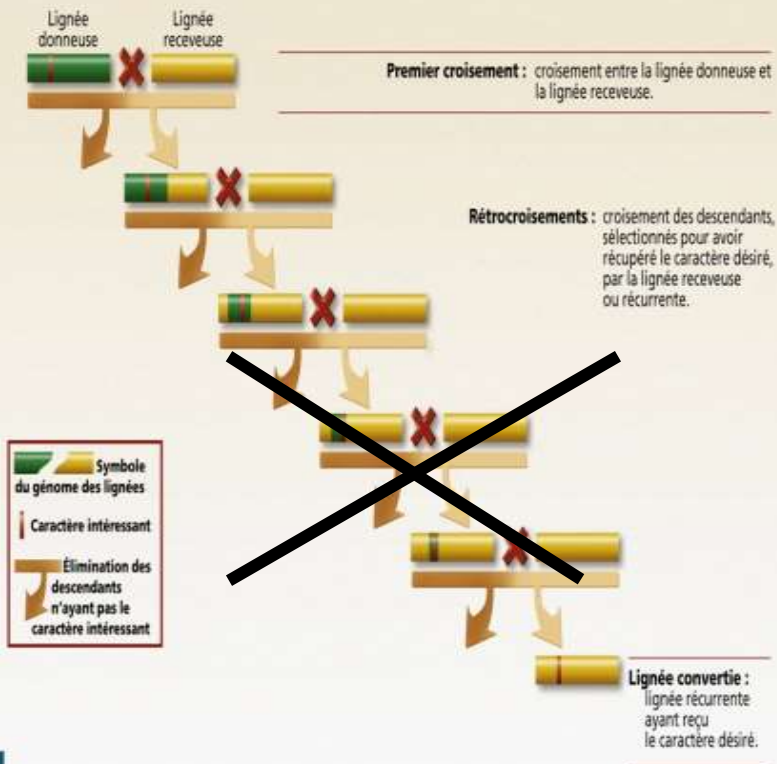 Lignée
donneuse
Lignée
receveuse
Premier croisement : croisement entre la lignée donneuse et
la lignée receveuse.
Rétrocroisements : croisement des descendants,
sélectionnés pour avoir
récupéré le caractère désiré,
par la lignée receveuse
ou récurrente.
Symbole
du génome des lignées
Caractère intéressant
Élimination des
descendants
n'ayant pas le
caractère intéressant
Lignée convertie :
lignée récurrente
ayant reçu
le caractère désiré.